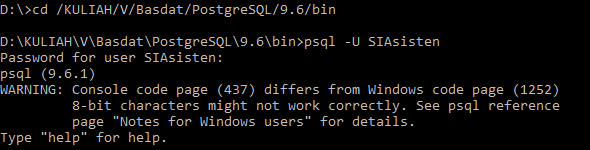 D:\>cd /KULIAH/V/Basdat/PostgreSQL/9.6/bin
D:\KULIAH\V\Basdat\PostgreSQL\9.6\bin>psql -U SIAsisten
Password for user SIAsisten:
psql (9.6.1)
WARNING: Console code page (437) differs from Windows code page (1252)
8-bit characters might not work correctly. See psql reference
page "Notes for Windows users" for details.
Type "help" for help.